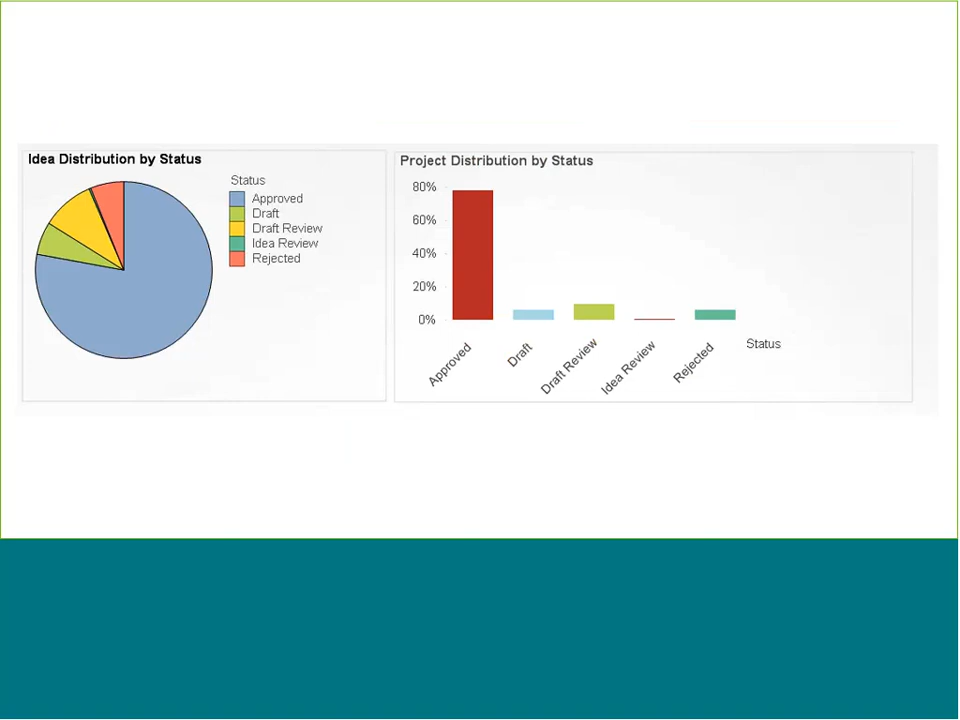 Idea Distribution by Status
Status
Approved
Draft
Draft Review
Idea Review
Rejected
Project Distribution by Status
80%
60%
40%
20%
0%
Approved
Draft
Draft Review
Idea Review
Rejected
Status